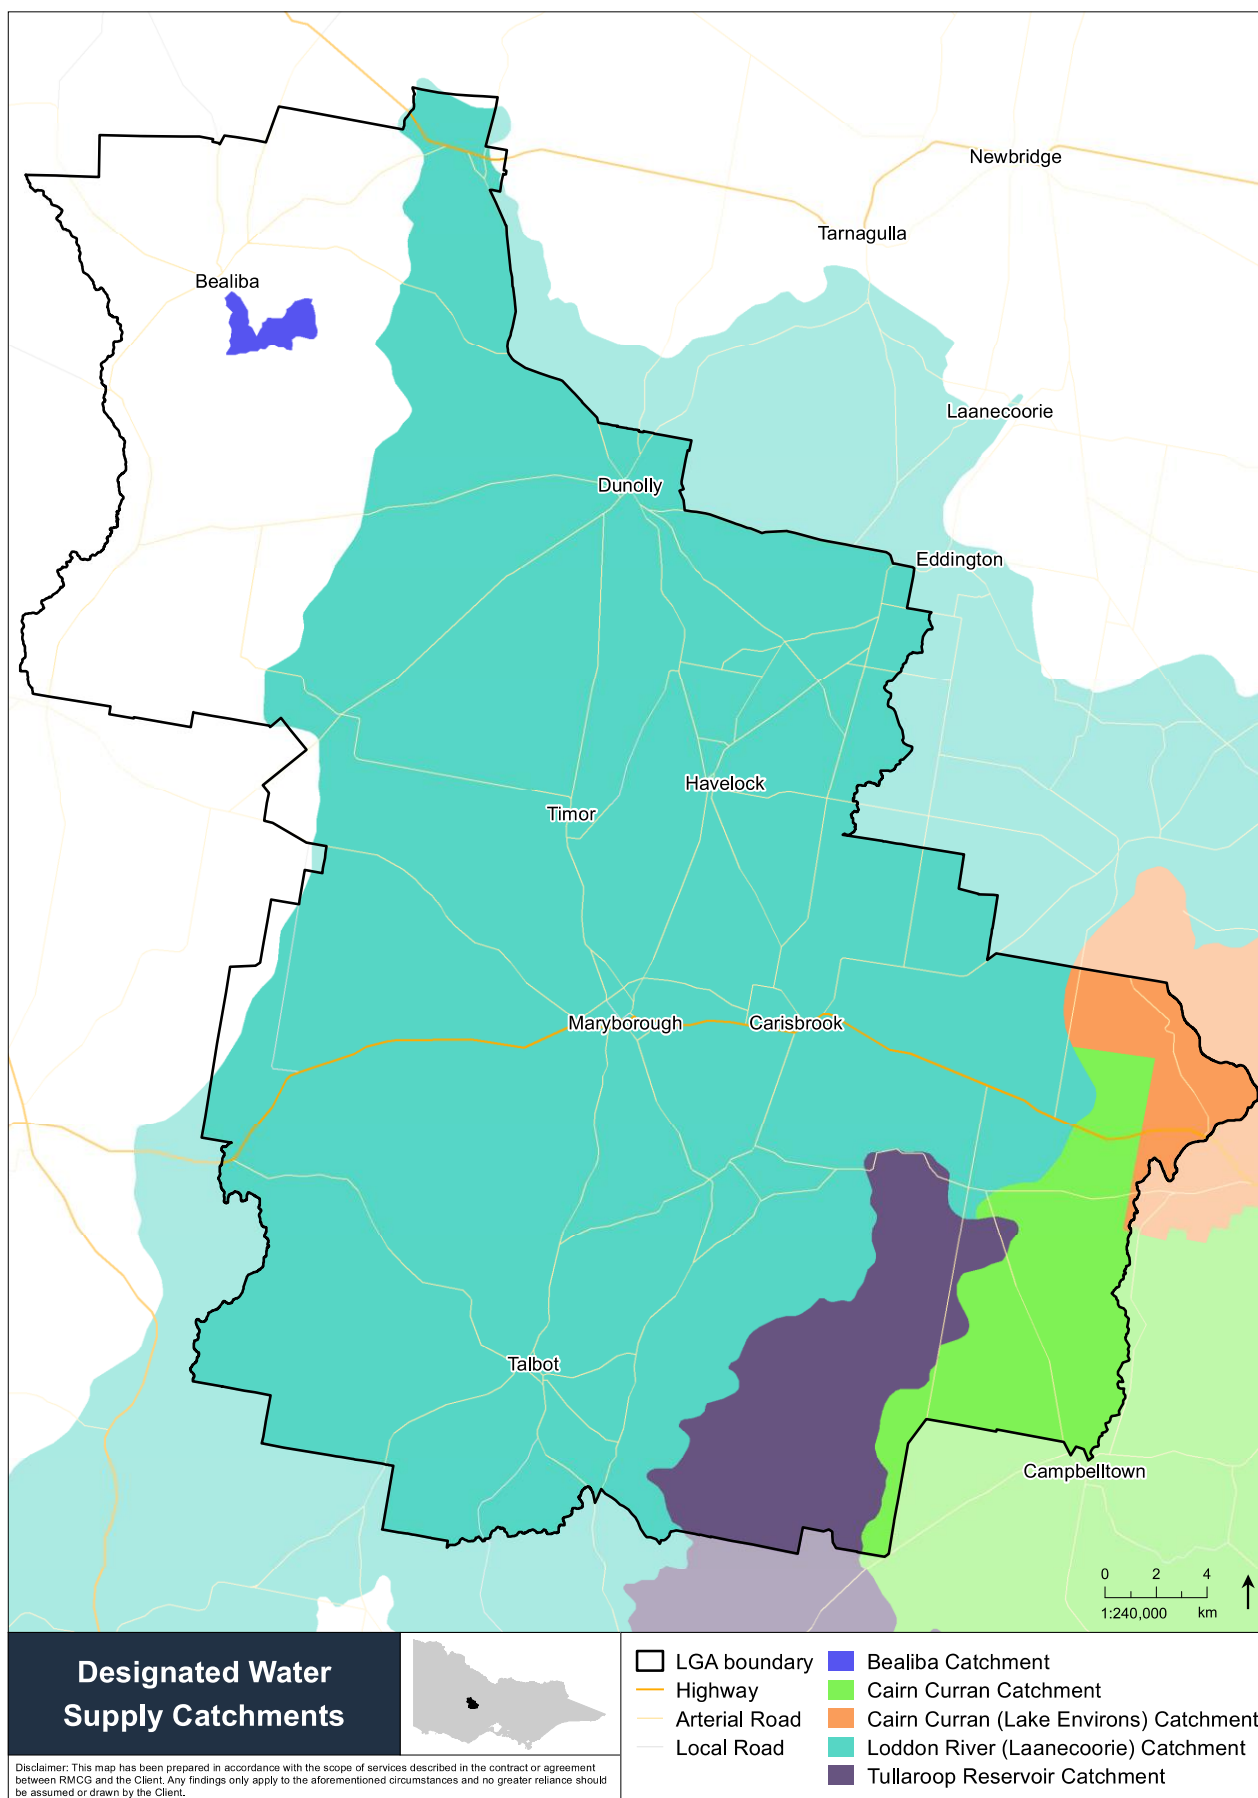 Newbridge
Tarnagulla
Bealiba
Laanecoorie
Dunolly
Eddington
Havelock
Timor
Maryborough
Carisbrook
Talbot
Campbelltown
0 2 4
1:240,000 km
Designated Water
Supply Catchments
Disclaimer: This map has been prepared in accordance with the scope of services described in the contract or agreement
between RMCG and the Client. Any findings only apply to the aforementioned circumstances and no greater reliance should
be assumed or drawn by the Client.
LGA boundary
Highway
Arterial Road
Local Road
Bealiba Catchment
Cairn Curran Catchment
Cairn Curran (Lake Environs) Catchment
Loddon River (Laanecoorie) Catchment
Tullaroop Reservoir Catchment